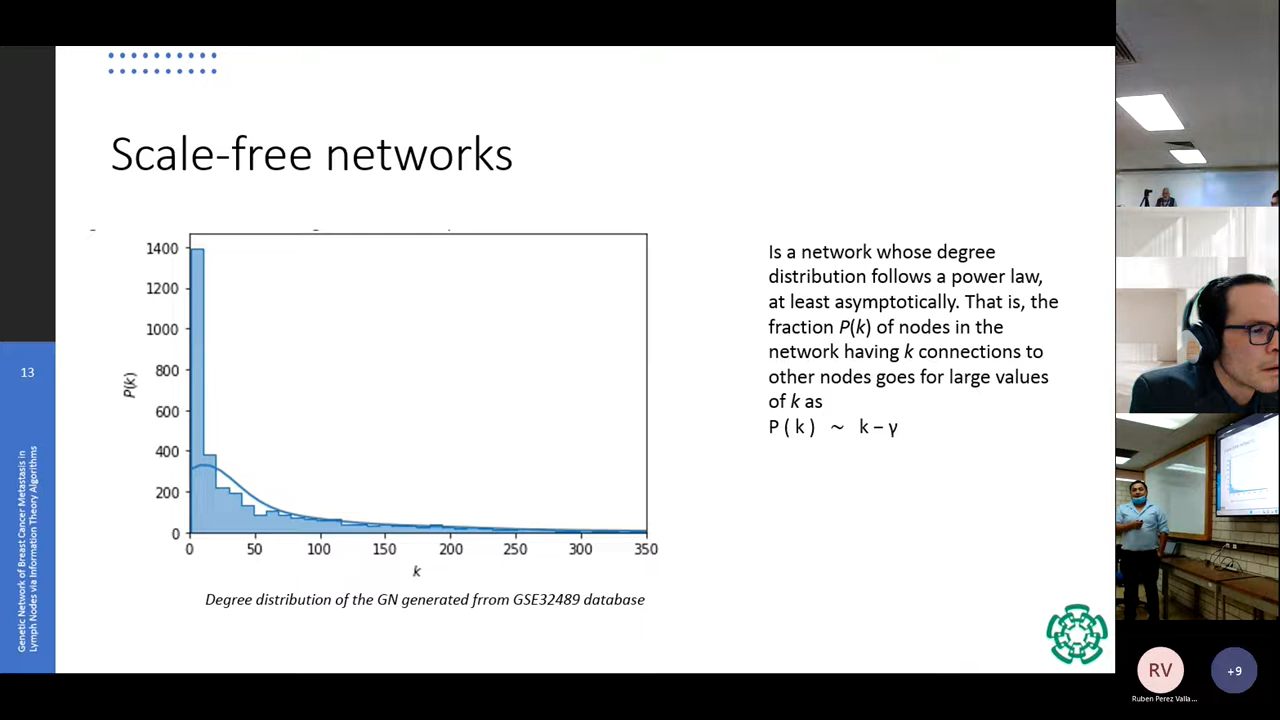 Scale-free networks
1400
1200
1000
800
600
400
200
0
P(k)
0 50 100 150 200 250 300 350
k
Degree distribution of the GN generated frrom GSE32489 database
Is a network whose degree
distribution follows a power law,
at least asymptotically. That is, the
fraction P(k) of nodes in the
network having k connections to
other nodes goes for large values
of k as
P ( k ) ~ k − γ
13
Genetic Network of Breast Cancer Metastasis in
Lymph Nodes via Information Theory Algorithms
RV
Ruben Perez Valla...
+9